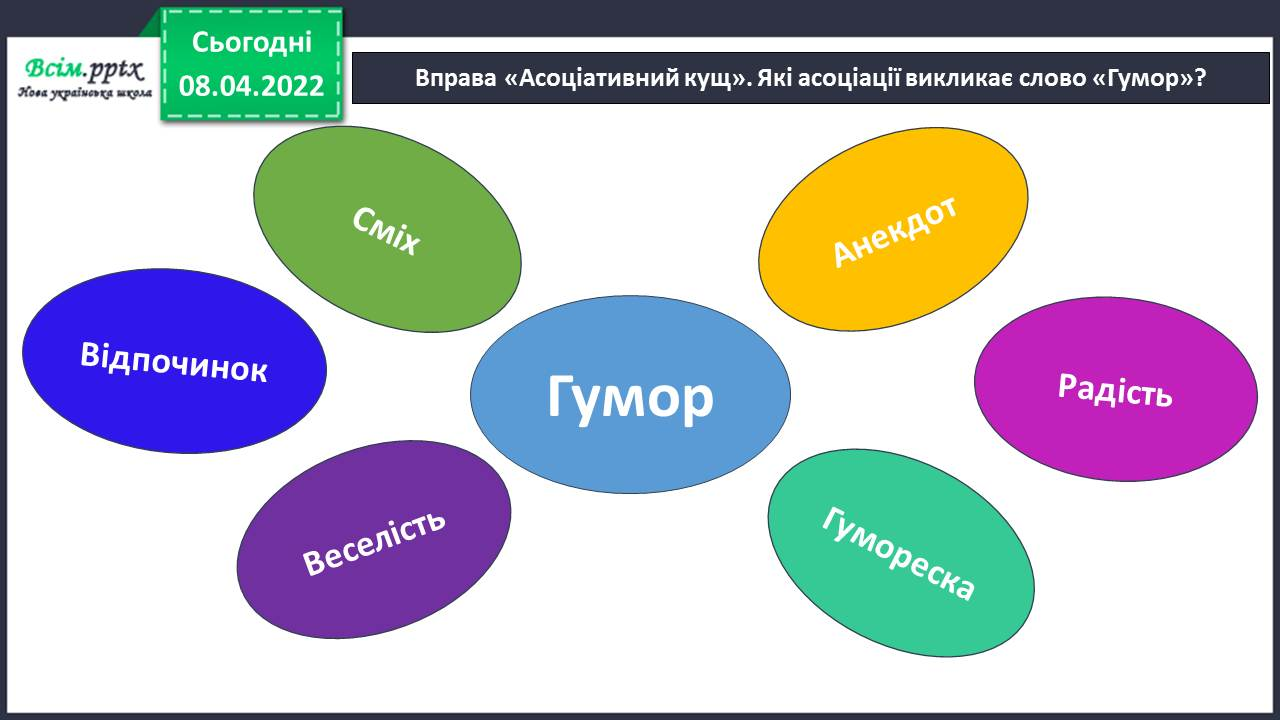 Сьогодні
08.04.2022
Всім.pptx
Нова українська школа
Вправа «Асоціативний кущ». Які асоціації викликає слово «Гумор»?
Сміх
Анекдот
Відпочинок
Гумор
Радість
Веселість
Гумореска